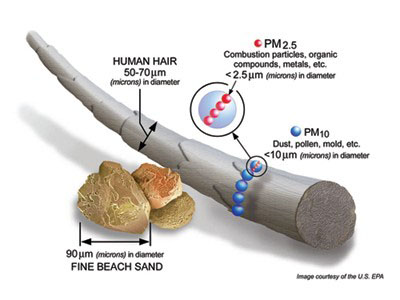 HUMAN HAIR
50-70μm
(microns) in diameter
PM2.5
Combustion particles, organic
compounds, metals, etc.
< 2.5μm (microns) in diameter
PM10
Dust, pollen, mold, etc.
<10μm (microns) in diameter
90μm (microns) in diameter
FINE BEACH SAND
Image courtesy of the U.S. EPA